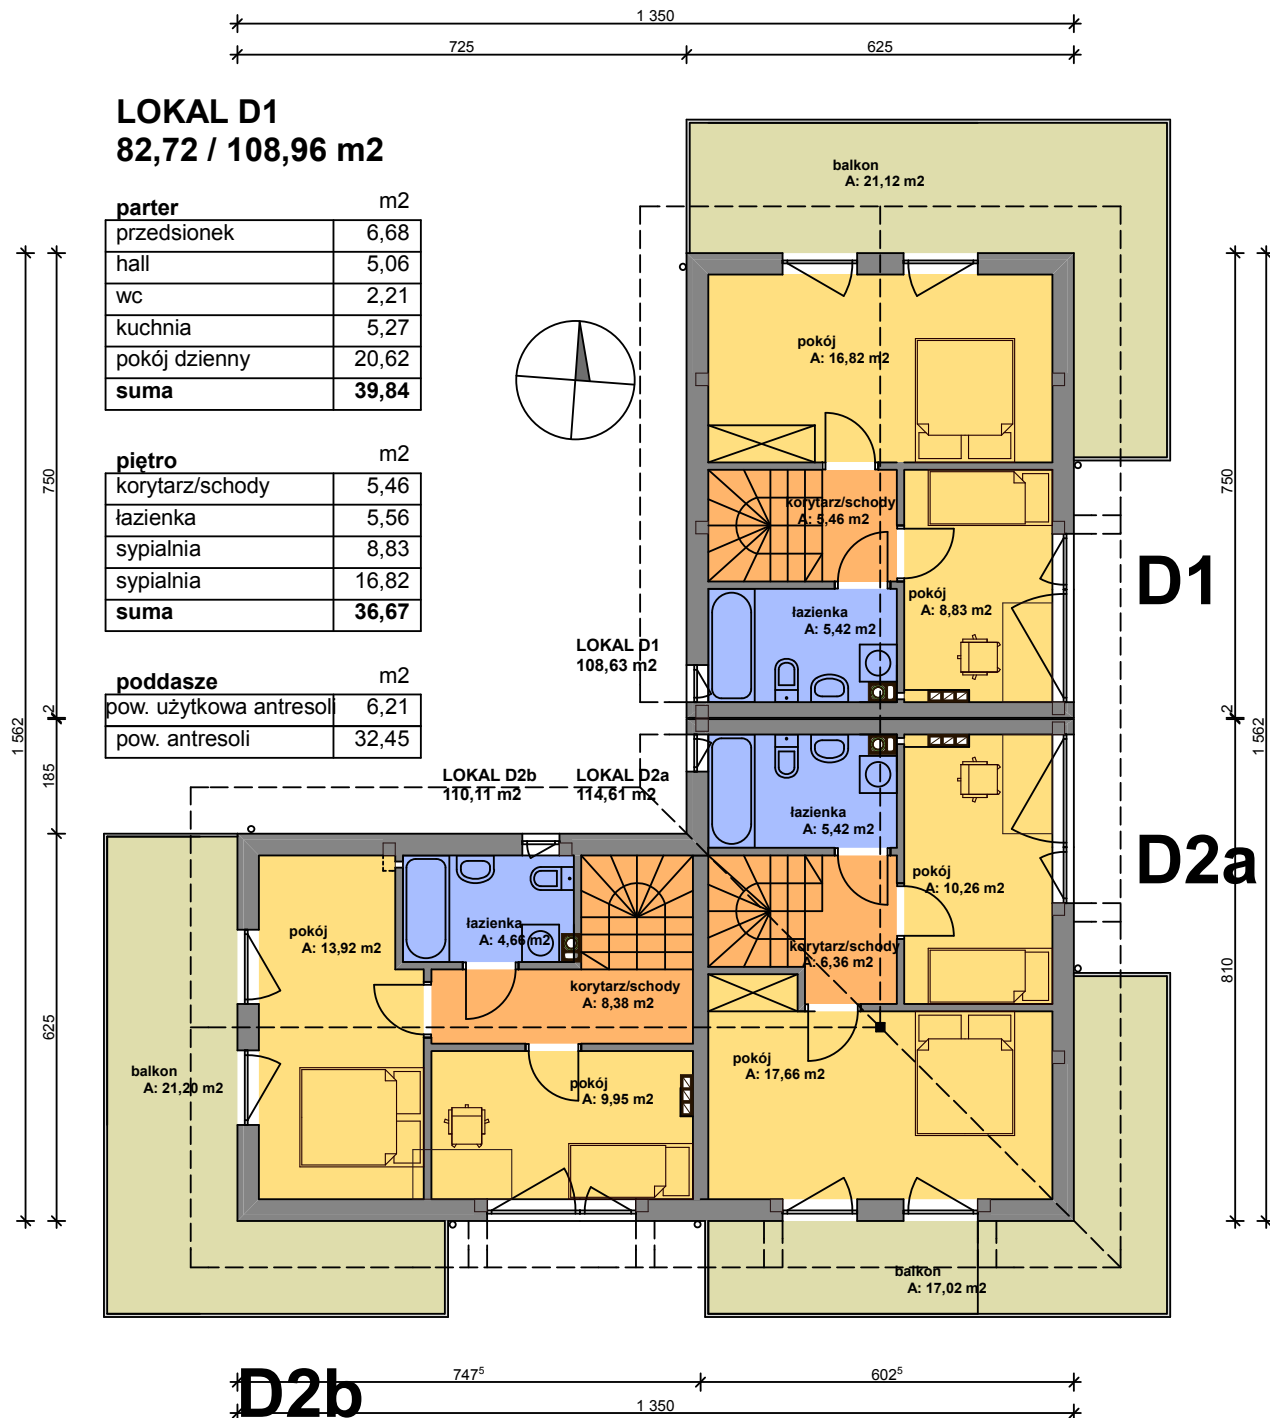 1 350
725 625
LOKAL D1
82,72 / 108,96 m2
parter m2
przedsionek 6,68
hall 5,06
wc 2,21
kuchnia 5,27
pokój dzienny 20,62
suma 39,84
piętro m2
korytarz/schody 5,46
łazienka 5,56
sypialnia 8,83
sypialnia 16,82
suma 36,67
poddasze m2
pow. użytkowa antresoli 6,21
pow. antresoli 32,45
balkon
A: 21,12 m2
pokój
A: 16,82 m2
korytarz/schody
A: 5,46 m2
pokój
A: 8,83 m2
łazienka
A: 5,42 m2
D1
LOKAL D1
108,63 m2
LOKAL D2b
110,11 m2
LOKAL D2a
114,61 m2
łazienka
A: 5,42 m2
pokój
A: 10,26 m2
D2a
korytarz/schody
A: 6,36 m2
pokój
A: 17,66 m2
balkon
A: 17,02 m2
pokój
A: 13,92 m2
łazienka
A: 4,66 m2
korytarz/schody
A: 8,38 m2
pokój
A: 9,95 m2
balkon
A: 21,20 m2
750
2
185
625
1 562
750
2
810
1 562
D2b
747⁵ 602⁵
1 350